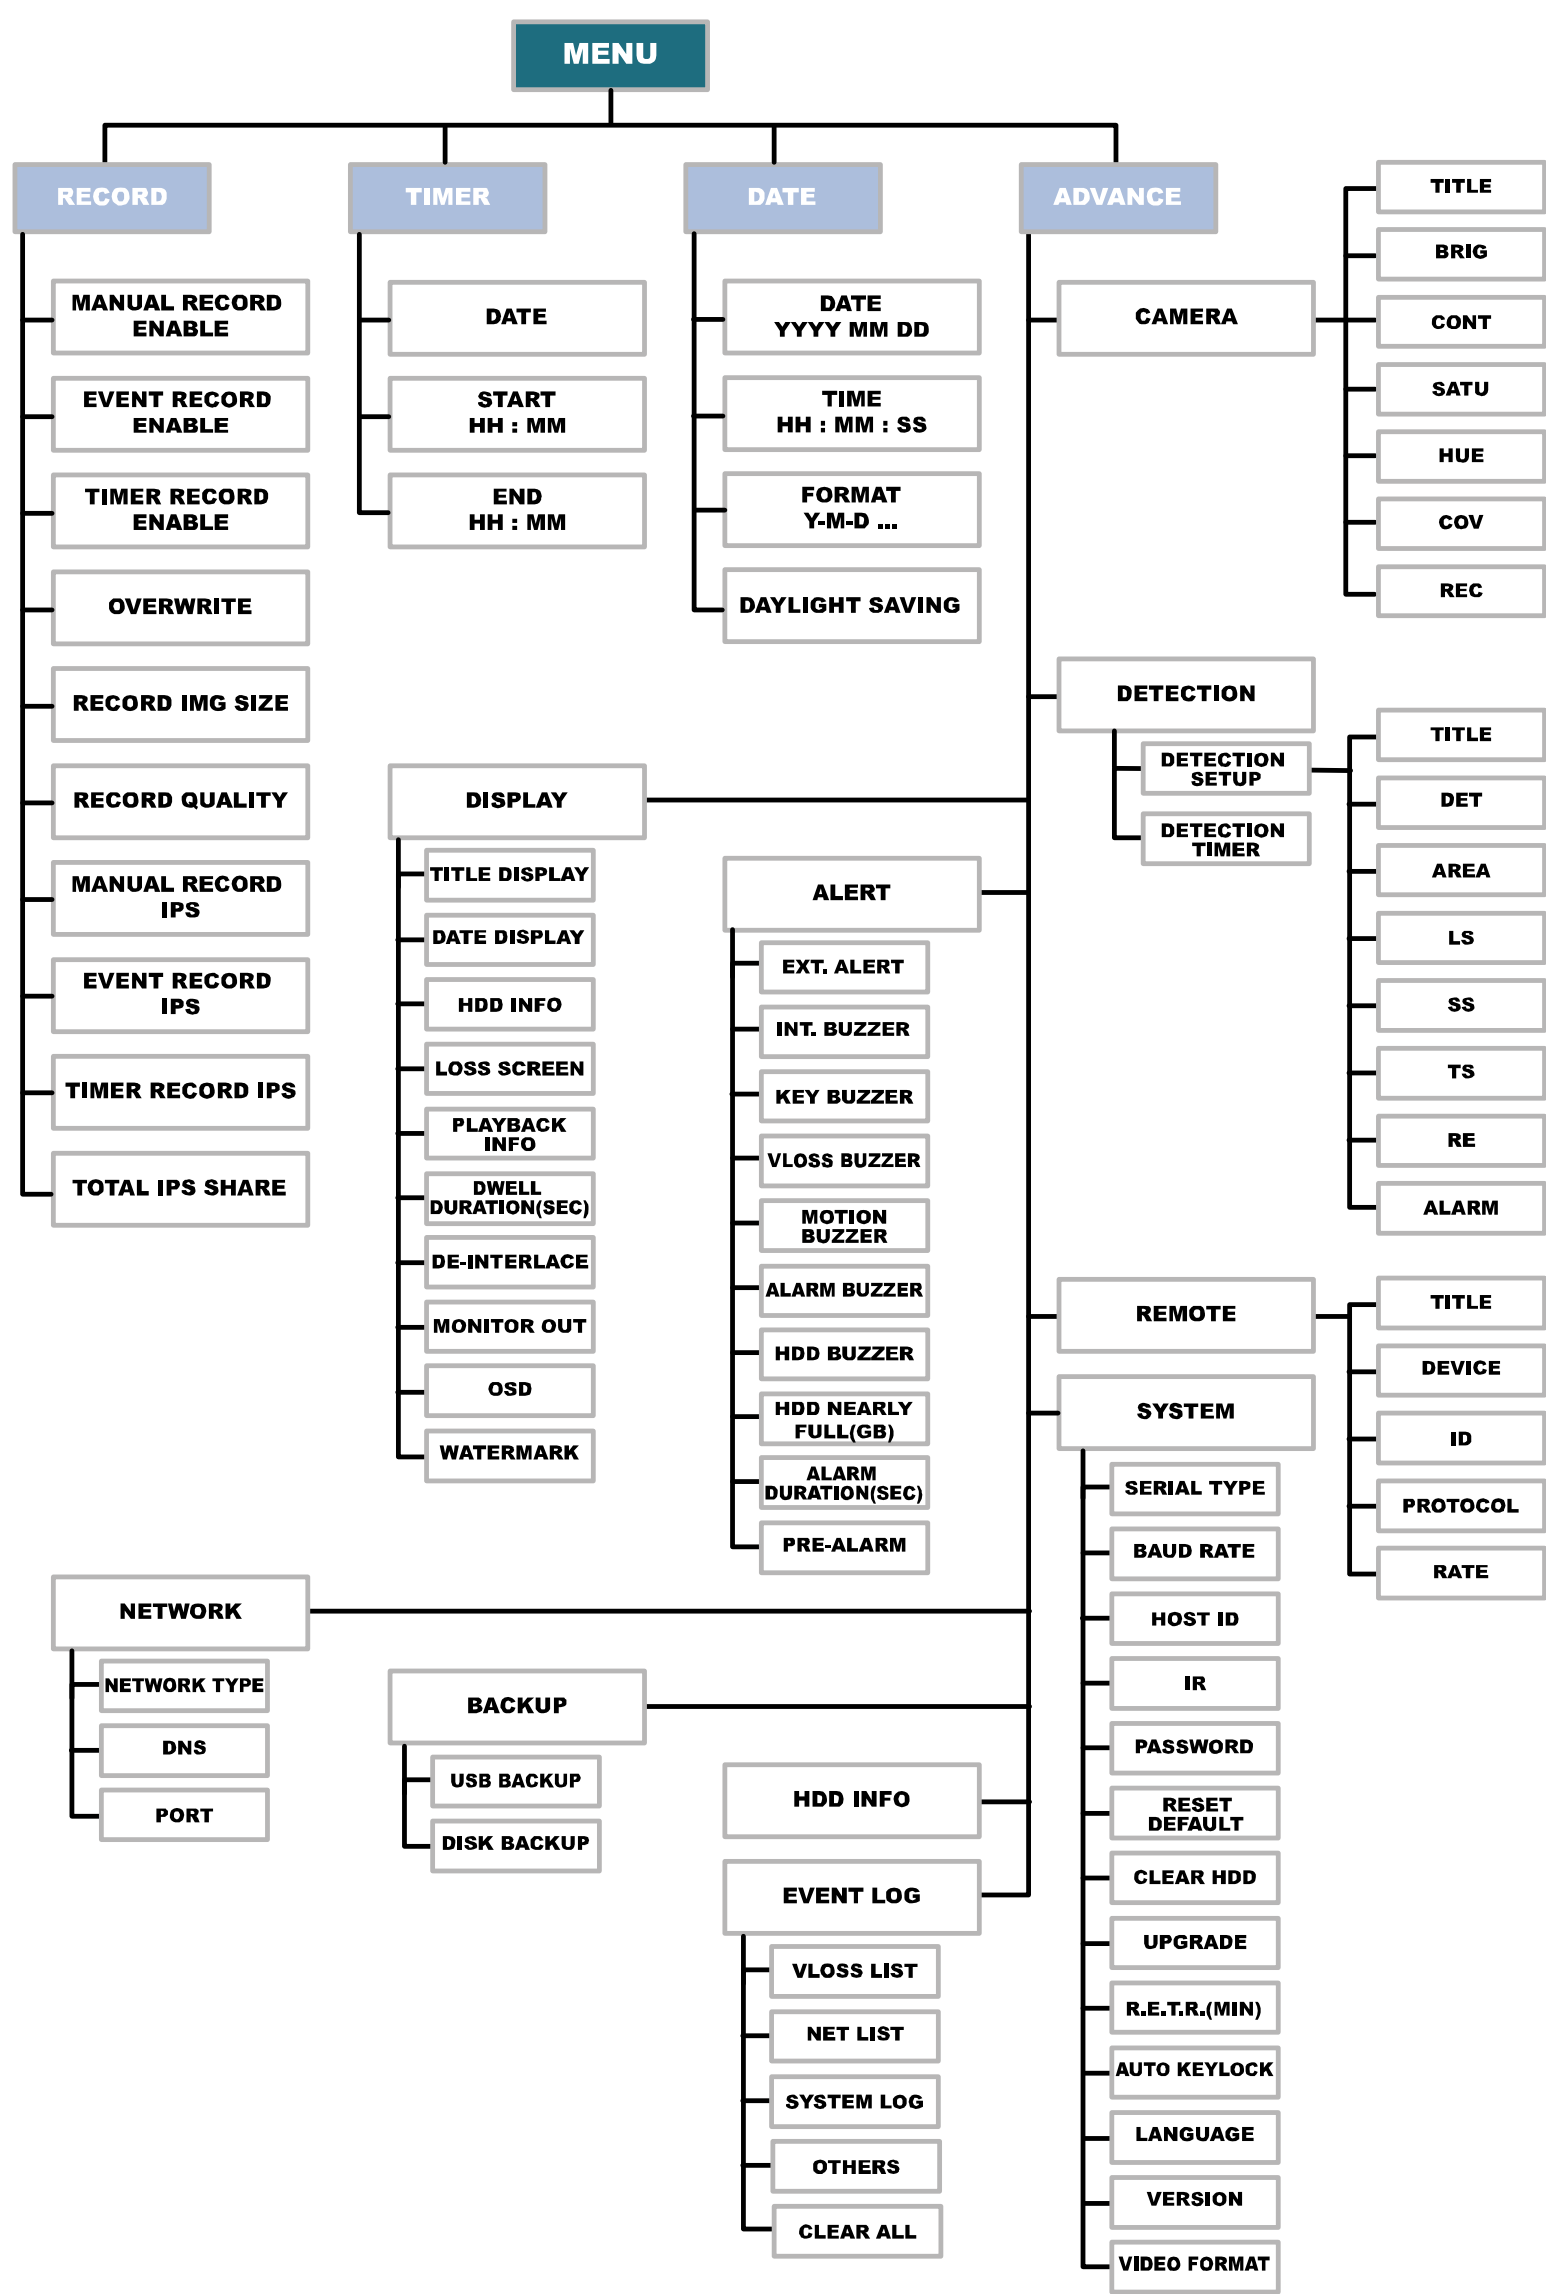 MENU
RECORD
MANUAL RECORD
ENABLE
EVENT RECORD
ENABLE
TIMER RECORD
ENABLE
OVERWRITE
RECORD IMG SIZE
RECORD QUALITY
MANUAL RECORD
IPS
EVENT RECORD
IPS
TIMER RECORD IPS
TOTAL IPS SHARE
TIMER
DATE
START
HH : MM
END
HH : MM
DATE
DATE
YYYY MM DD
TIME
HH : MM : SS
FORMAT
Y-M-D ...
DAYLIGHT SAVING
ADVANCE
CAMERA
TITLE
BRIG
CONT
SATU
HUE
COV
REC
DETECTION
DETECTION
SETUP
DETECTION
TIMER
TITLE
DET
AREA
LS
SS
TS
RE
ALARM
DISPLAY
TITLE DISPLAY
DATE DISPLAY
HDD INFO
LOSS SCREEN
PLAYBACK
INFO
DWELL
DURATION(SEC)
DE-INTERLACE
MONITOR OUT
OSD
WATERMARK
ALERT
EXT. ALERT
INT. BUZZER
KEY BUZZER
VLOSS BUZZER
MOTION
BUZZER
ALARM BUZZER
HDD BUZZER
HDD NEARLY
FULL(GB)
ALARM
DURATION(SEC)
PRE-ALARM
REMOTE
TITLE
DEVICE
ID
PROTOCOL
RATE
SYSTEM
SERIAL TYPE
BAUD RATE
HOST ID
IR
PASSWORD
RESET
DEFAULT
CLEAR HDD
UPGRADE
R.E.T.R.(MIN)
AUTO KEYLOCK
LANGUAGE
VERSION
VIDEO FORMAT
NETWORK
NETWORK TYPE
DNS
PORT
BACKUP
USB BACKUP
DISK BACKUP
HDD INFO
EVENT LOG
VLOSS LIST
NET LIST
SYSTEM LOG
OTHERS
CLEAR ALL